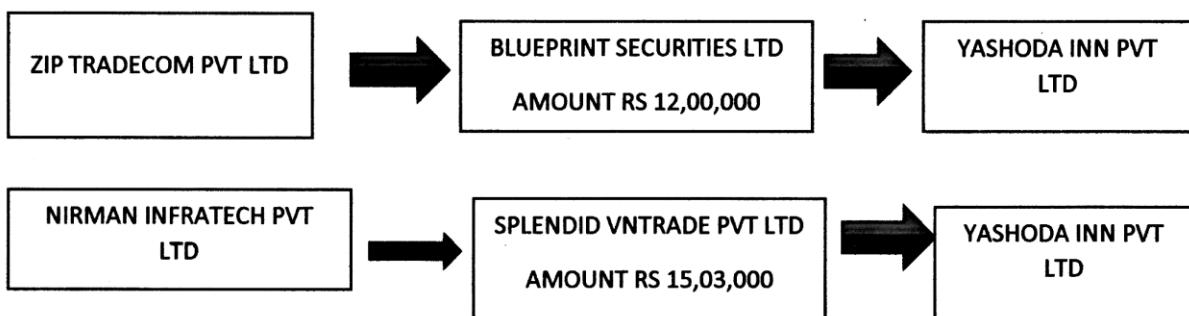 ZIP TRADECOM PVT LTD
BLUEPRINT SECURITIES LTD
AMOUNT RS 12,00,000
YASHODA INN PVT
LTD
NIRMAN INFRATECH PVT
LTD
SPLENDID VNTRADE PVT LTD
AMOUNT RS 15,03,000
YASHODA INN PVT
LTD